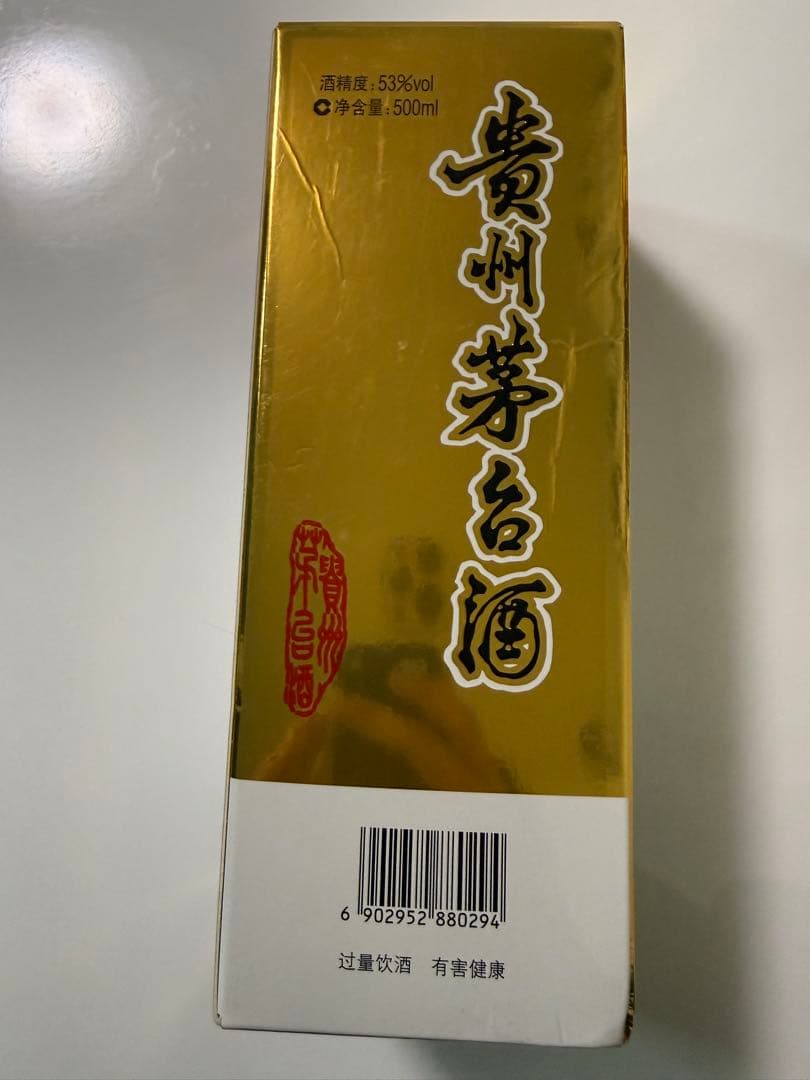 酒精度:53%vol
净含量:500ml
贵州茅台酒
貴州
茅台酒
6 902952 880294
过量饮酒 有害健康